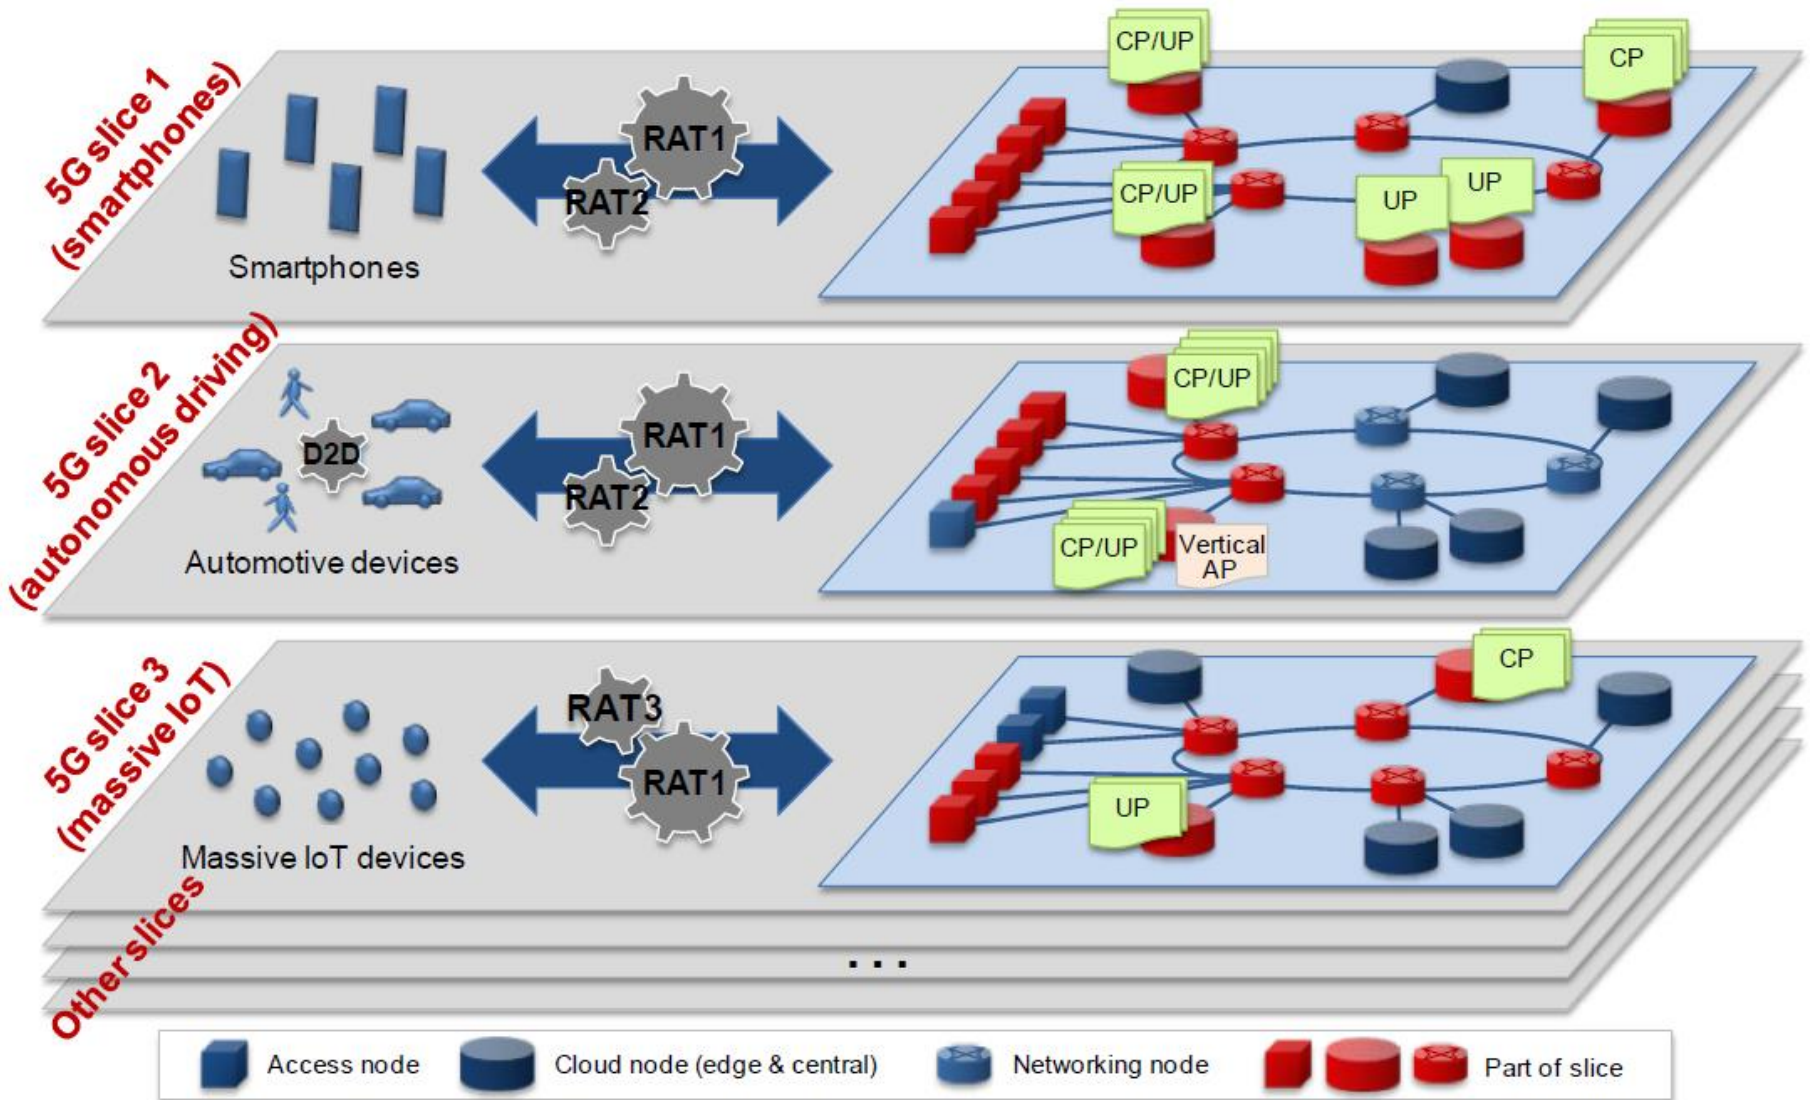 5G slice 1
(smartphones)
Smartphones
RAT1
RAT2
CP/UP
CP
CP/UP
UP
UP
5G slice 2
(autonomous driving)
D2D
Automotive devices
RAT1
RAT2
CP/UP
CP/UP
Vertical
AP
5G slice 3
(massive IoT)
Massive IoT devices
RAT3
RAT1
CP
UP
Other slices
. . .
Access node
Cloud node (edge & central)
Networking node
Part of slice